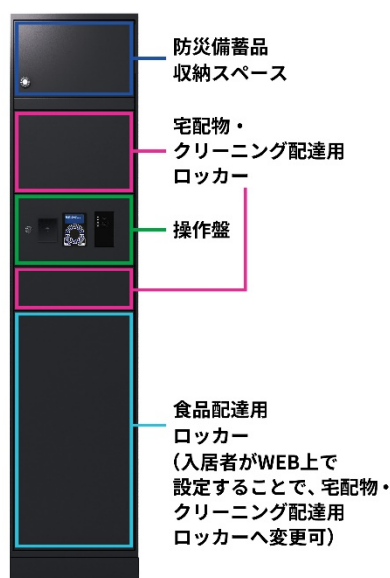 防災備蓄品
収納スペース
宅配物・
クリーニング配達用
ロッカー
操作盤
食品配達用
ロッカー
（入居者がWEB上で
設定することで、宅配物・
クリーニング配達用
ロッカーへ変更可）